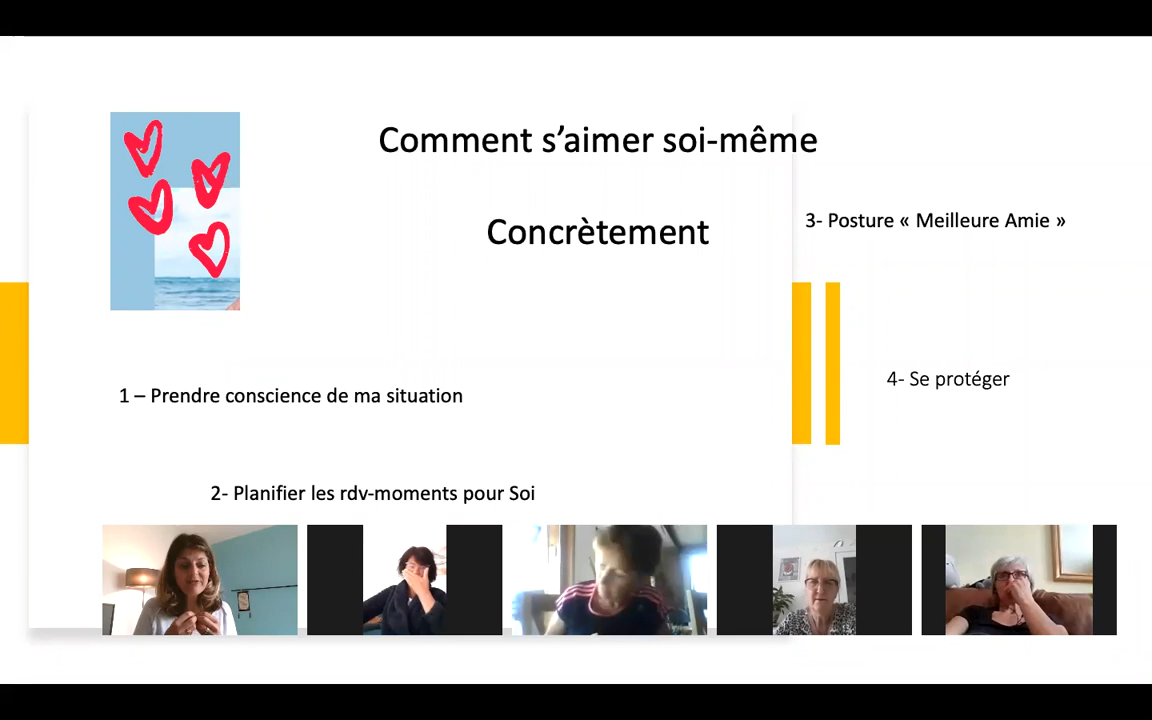 Comment s’aimer soi-même
Concrètement
1 – Prendre conscience de ma situation
2- Planifier les rdv-moments pour Soi
3- Posture « Meilleure Amie »
4- Se protéger